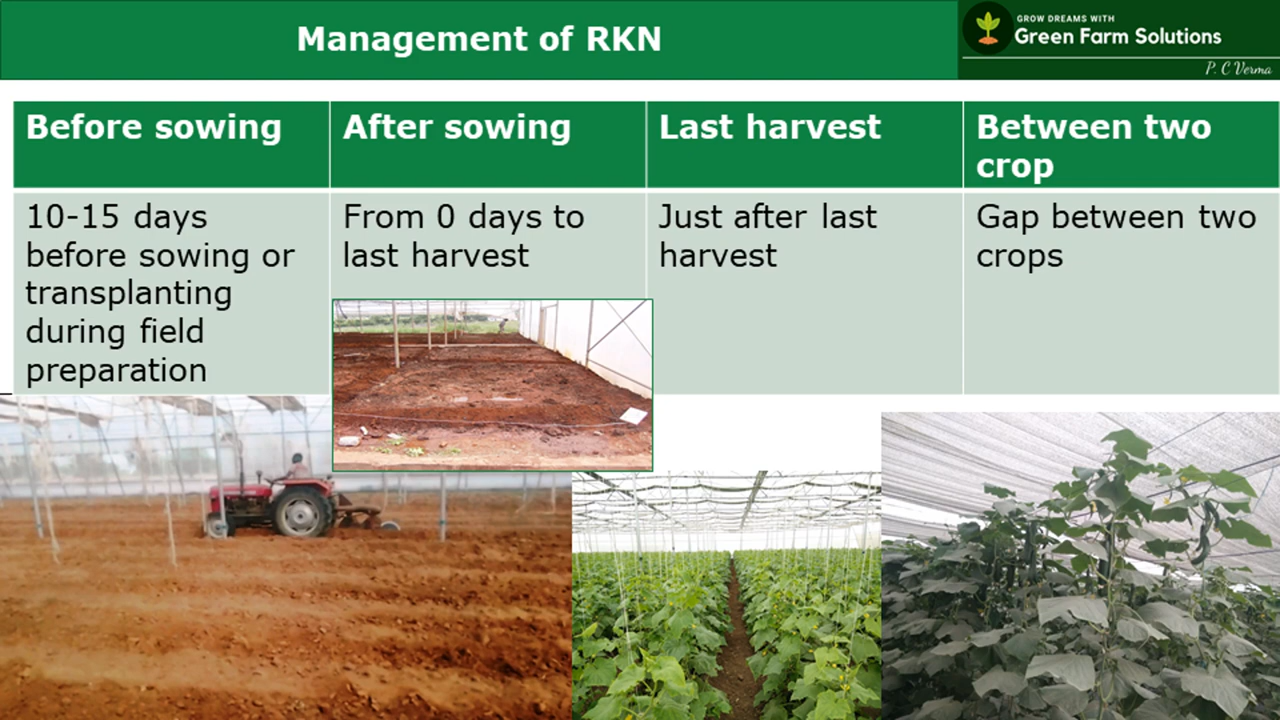 Management of RKN
GROW DREAMS WITH
Green Farm Solutions
P. C Verma
Before sowing
After sowing
Last harvest
Between two
crop
10-15 days
before sowing or
transplanting
during field
preparation
From 0 days to
last harvest
Just after last
harvest
Gap between two
crops